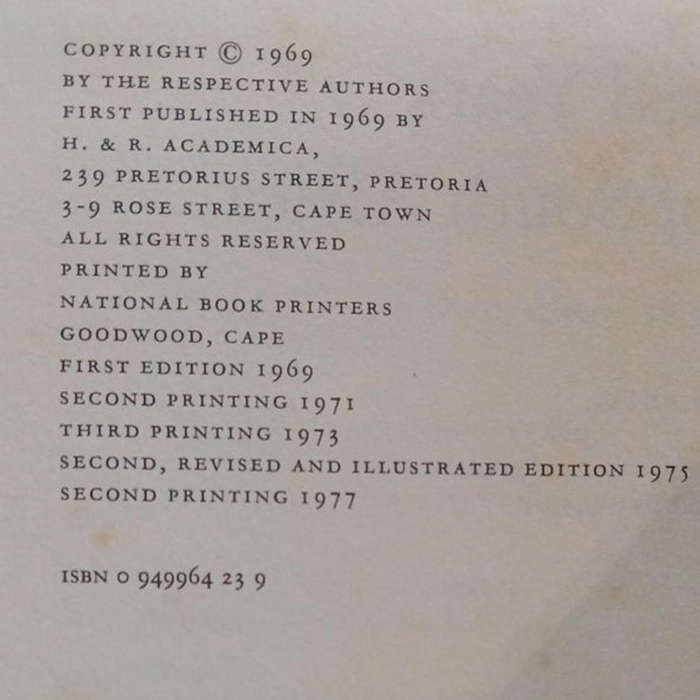 COPYRIGHT © 1969
BY THE RESPECTIVE AUTHORS
FIRST PUBLISHED IN 1969 BY
H. & R. ACADEMICA,
239 PRETORIUS STREET, PRETORIA
3-9 ROSE STREET, CAPE TOWN
ALL RIGHTS RESERVED
PRINTED BY
NATIONAL BOOK PRINTERS
GOODWOOD, CAPE
FIRST EDITION 1969
SECOND PRINTING 1971
THIRD PRINTING 1973
SECOND, REVISED AND ILLUSTRATED EDITION 1975
SECOND PRINTING 1977
ISBN 0 949964 23 9